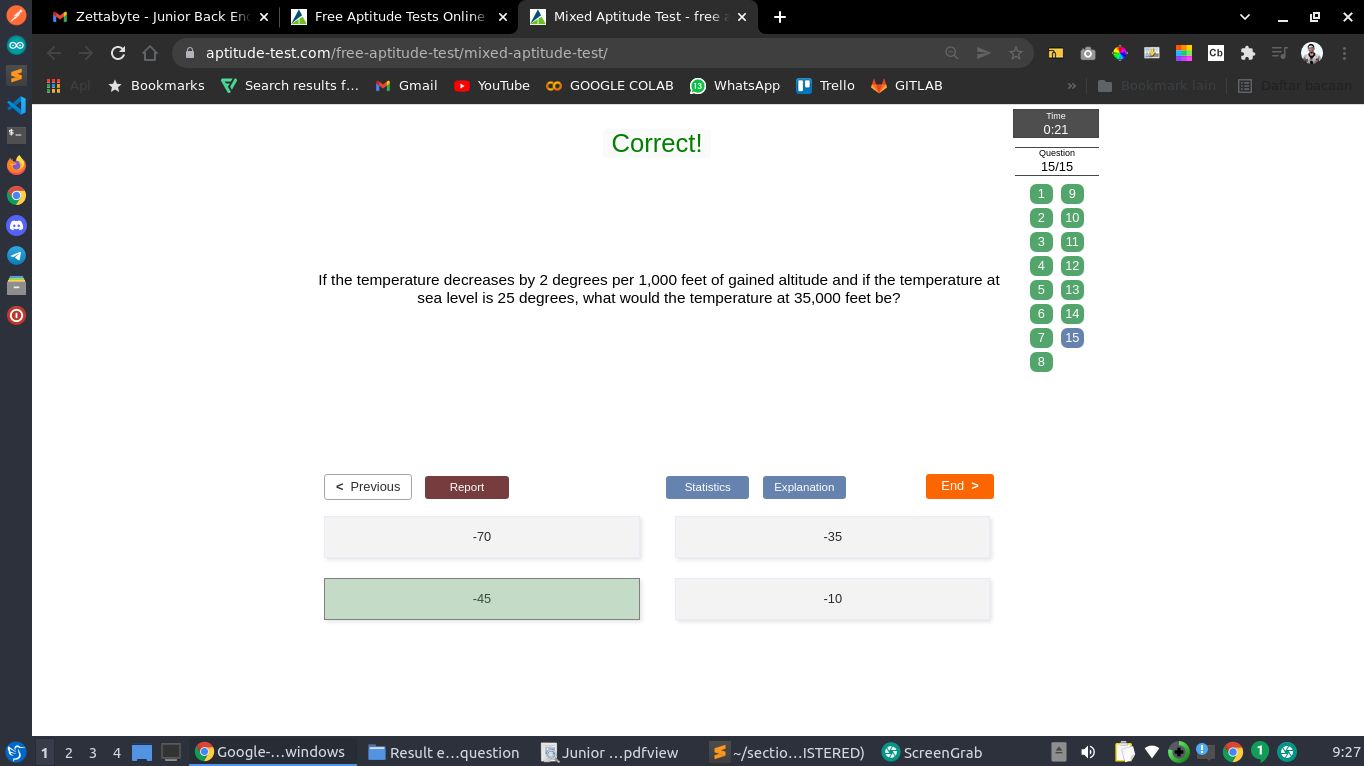 Zettabyte - Junior Back En
Free Aptitude Tests Online
Mixed Aptitude Test - free a
aptitude-test.com/free-aptitude-test/mixed-aptitude-test/
Cb
Apl
Bookmarks
Search results f...
Gmail
YouTube
GOOGLE COLAB
13
WhatsApp
Trello
GITLAB
»
Bookmark lain
Daftar bacaan
Correct!
Time
0:21
Question
15/15
1 9
2 10
3 11
4 12
5 13
6 14
7 15
8
If the temperature decreases by 2 degrees per 1,000 feet of gained altitude and if the temperature at
sea level is 25 degrees, what would the temperature at 35,000 feet be?
< Previous
Report
Statistics
Explanation
End >
-70
-35
-45
-10
1 2 3 4
Google-...windows
Result e...question
Junior ...pdfview
~/sectio...ISTERED)
ScreenGrab
1
9:27